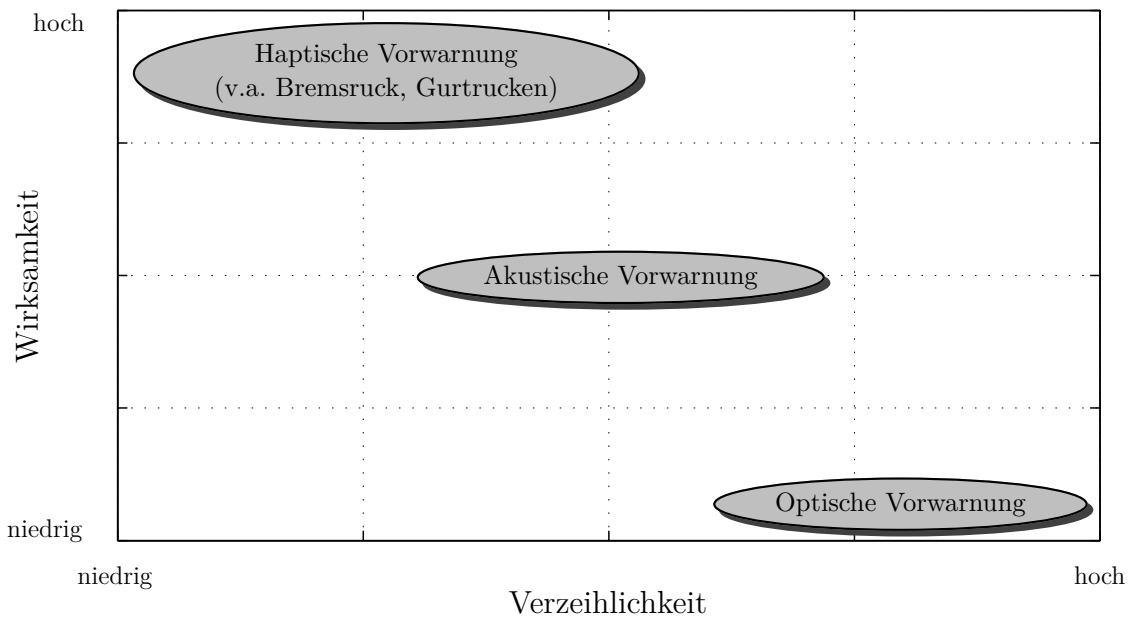 hoch
Haptische Vorwarnung
(v.a. Bremsruck, Gurtrucken)
Wirksamkeit
Akustische Vorwarnung
Optische Vorwarnung
niedrig
niedrig
hoch
Verzeihlichkeit